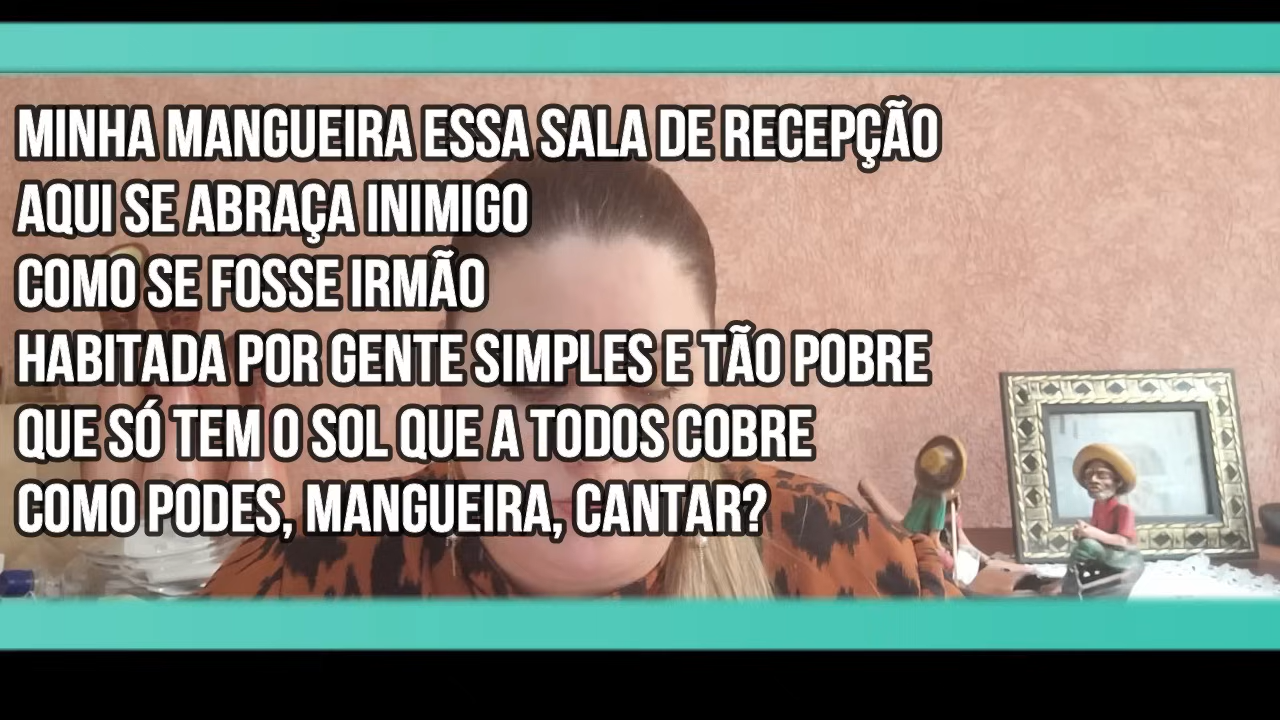 MINHA MANGUEIRA ESSA SALA DE RECEPÇÃO
AQUI SE ABRAÇA INIMIGO
COMO SE FOSSE IRMÃO
HABITADA POR GENTE SIMPLES E TÃO POBRE
QUE SÓ TEM O SOL QUE A TODOS COBRE
COMO PODES, MANGUEIRA, CANTAR?